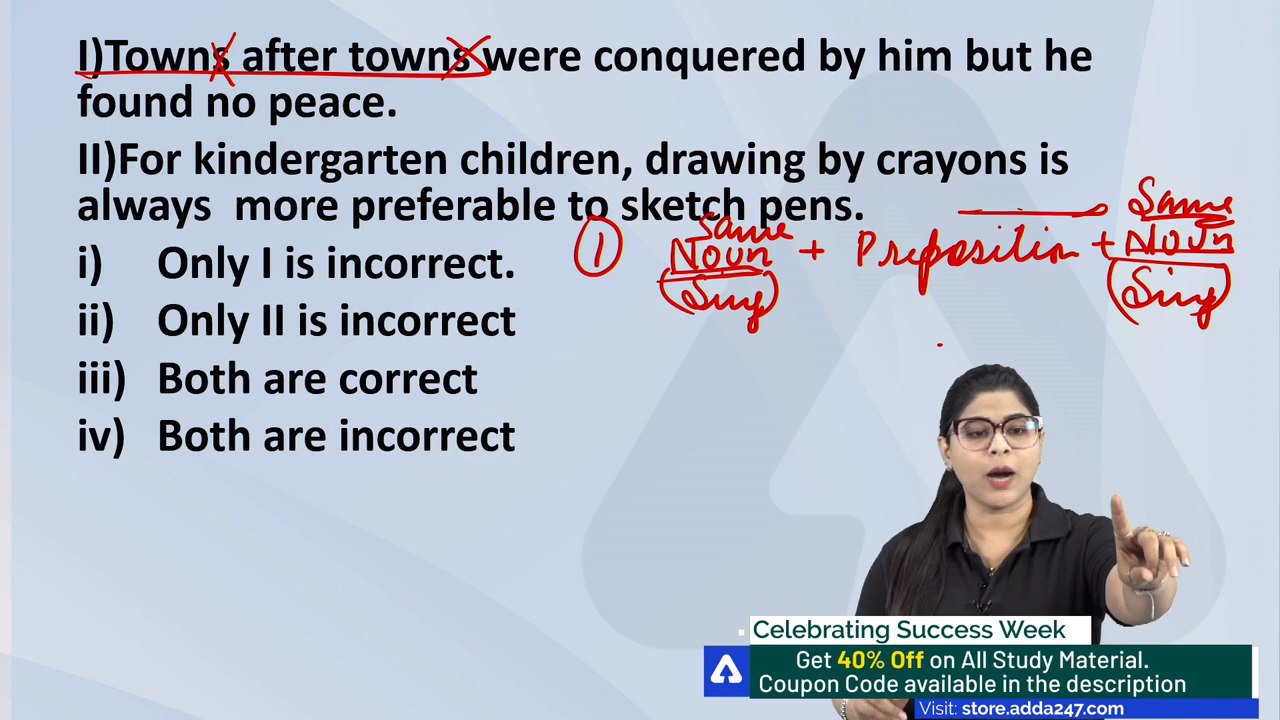 I)Towns after towns were conquered by him but he
found no peace.
II)For kindergarten children, drawing by crayons is
always more preferable to sketch pens.
Same
Same
① Noun + Preposition + Noun
(Sing)
(Sing)
i) Only I is incorrect.
ii) Only II is incorrect
iii) Both are correct
iv) Both are incorrect
Celebrating Success Week
Get 40% Off on All Study Material.
Coupon Code available in the description
Visit: store.adda247.com